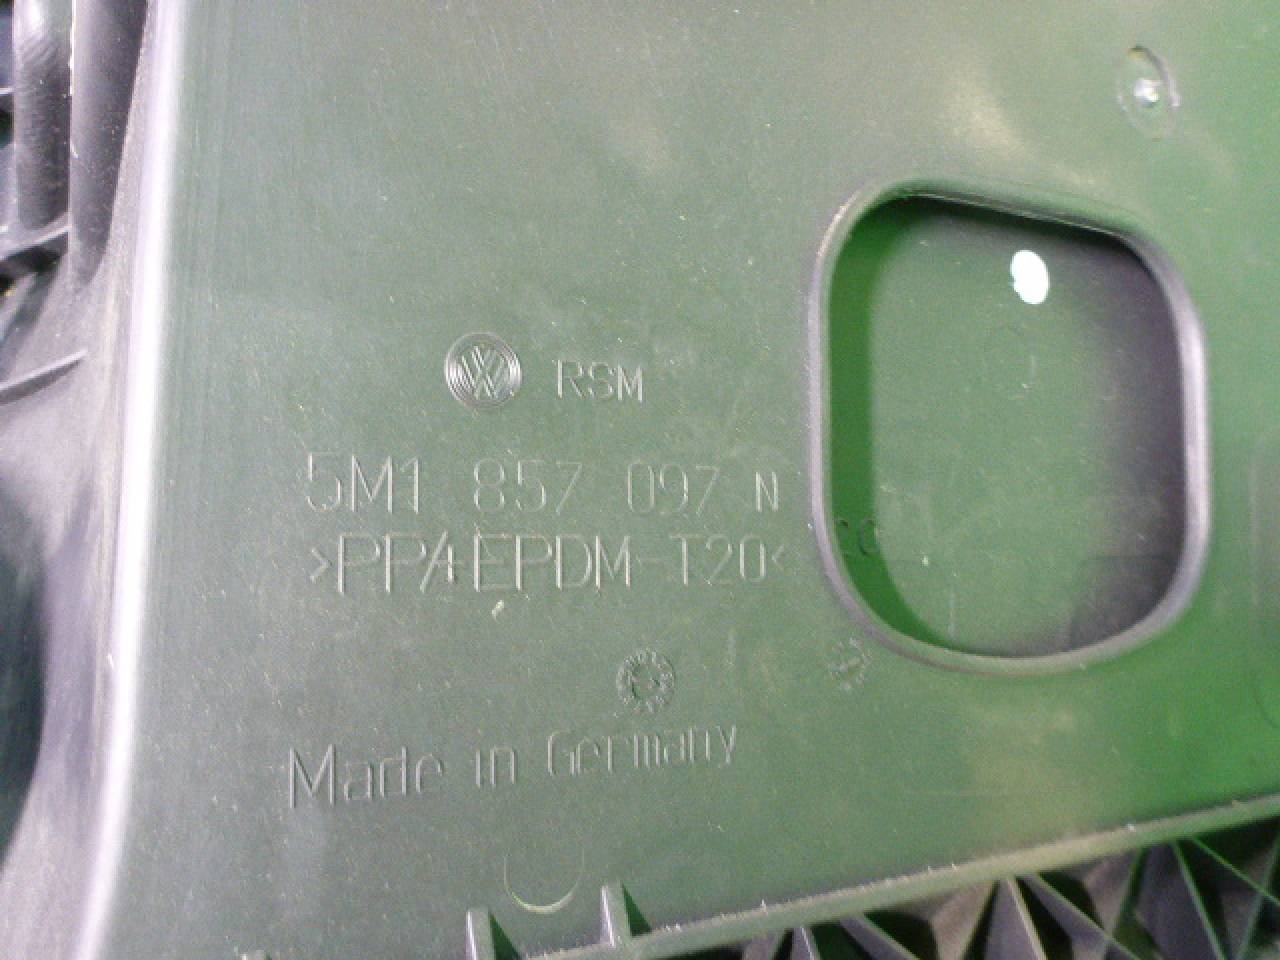 RSM
5M1 857 097 N
>PP+EPDM-T20<
Made in Germany